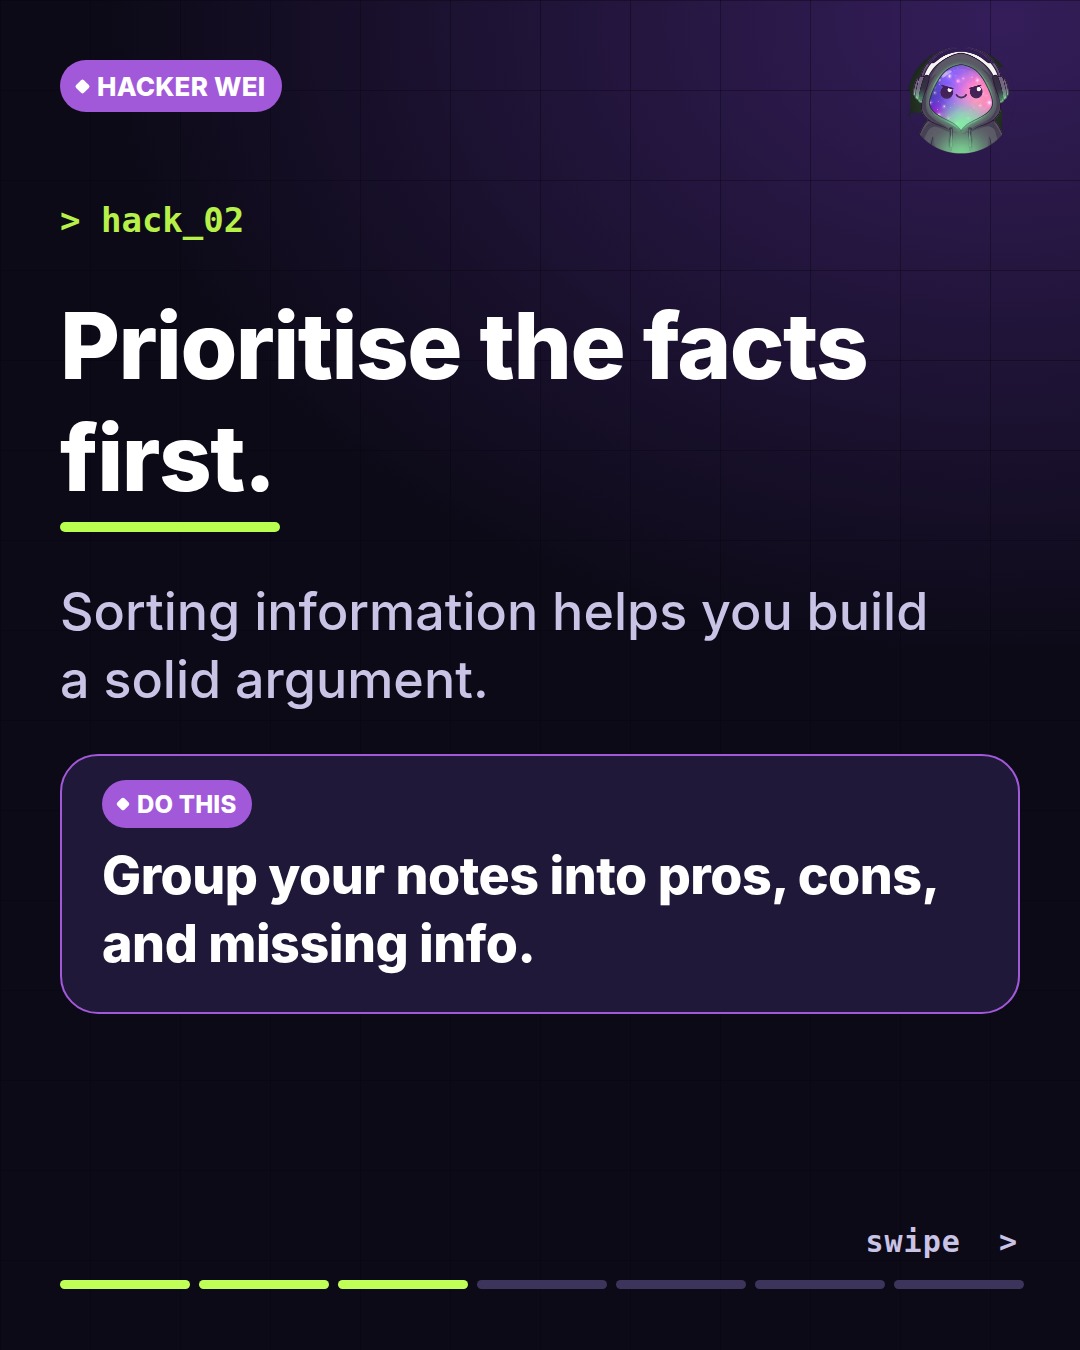 HACKER WEI
> hack_02
Prioritise the facts
first.
Sorting information helps you build
a solid argument.
DO THIS
Group your notes into pros, cons,
and missing info.
swipe >